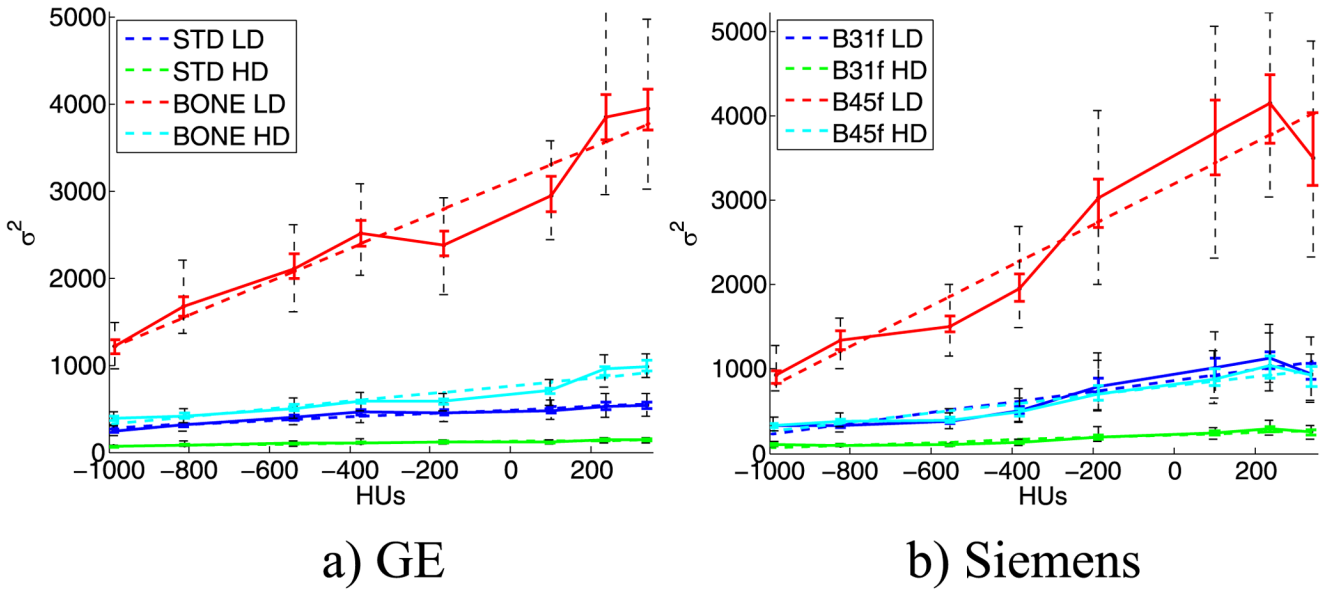 5000
4000
3000
2000
1000
0
σ²
STD LD
STD HD
BONE LD
BONE HD
−1000 −800 −600 −400 −200 0 200
HUs
a) GE
5000
4000
3000
2000
1000
0
σ²
B31f LD
B31f HD
B45f LD
B45f HD
−1000 −800 −600 −400 −200 0 200
HUs
b) Siemens